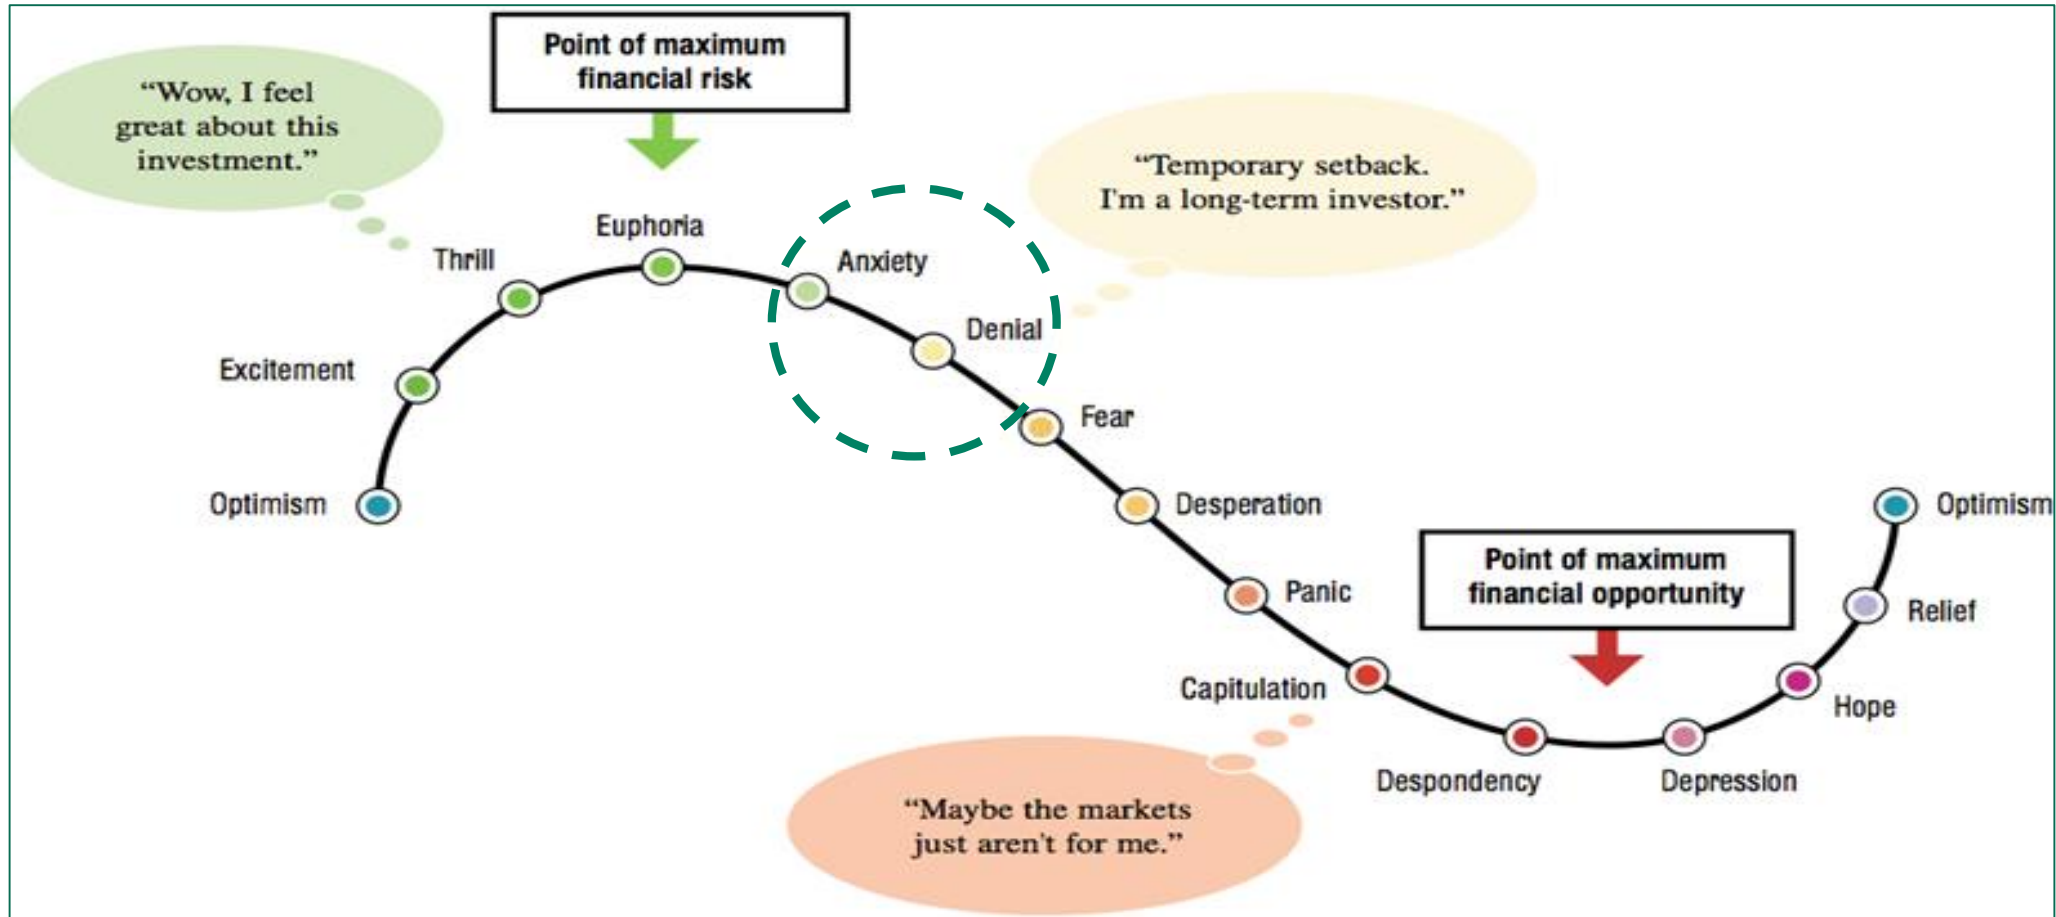 Point of maximum
financial risk
“Wow, I feel
great about this
investment.”
“Temporary setback.
I'm a long-term investor.”
Euphoria
Thrill
Anxiety
Denial
Excitement
Fear
Optimism
Desperation
Optimism
Point of maximum
financial opportunity
Panic
Relief
Capitulation
Hope
Despondency
Depression
“Maybe the markets
just aren't for me.”